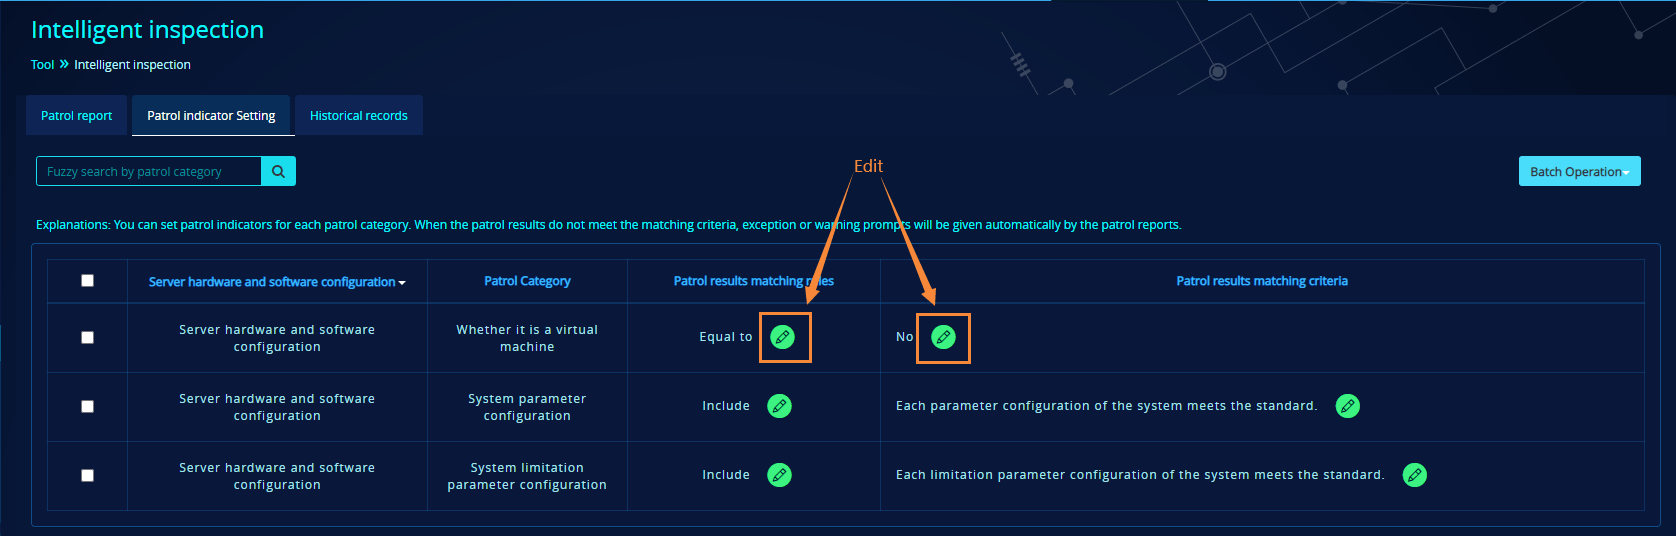 Intelligent inspection
Tool » Intelligent inspection
Patrol report
Patrol indicator Setting
Historical records
Fuzzy search by patrol category
Edit
Batch Operation
Explanations: You can set patrol indicators for each patrol category. When the patrol results do not meet the matching criteria, exception or warning prompts will be given automatically by the patrol reports.
Server hardware and software configuration
Patrol Category
Patrol results matching rules
Patrol results matching criteria
Server hardware and software
configuration
Whether it is a virtual
machine
Equal to
No
Server hardware and software
configuration
System parameter
configuration
Include
Each parameter configuration of the system meets the standard.
Server hardware and software
configuration
System limitation
parameter configuration
Include
Each limitation parameter configuration of the system meets the standard.